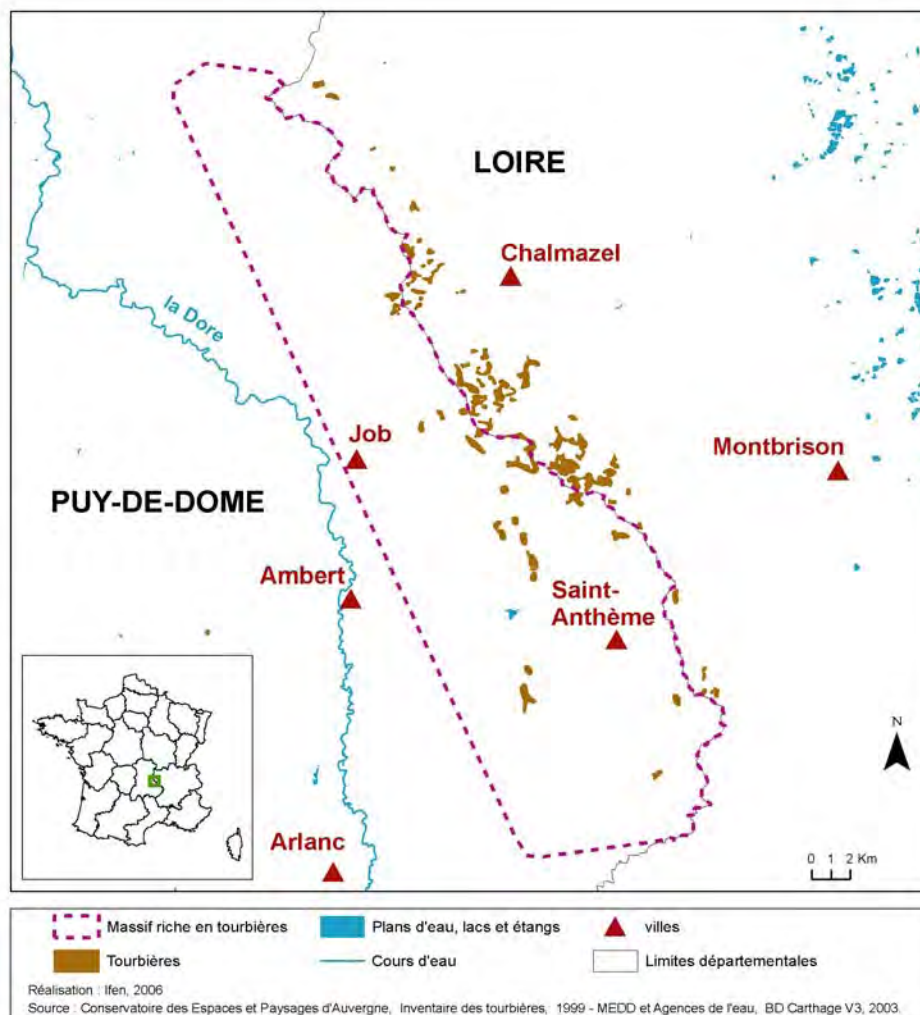 LOIRE
Chalmazel
la Dore
Job
Montbrison
PUY-DE-DOME
Ambert
Saint-
Anthème
N
Arlanc
0 1 2 Km
Massif riche en tourbières
Plans d'eau, lacs et étangs
villes
Tourbières
Cours d'eau
Limites départementales
Réalisation : Ifen, 2006
Source : Conservatoire des Espaces et Paysages d'Auvergne, Inventaire des tourbières, 1999 - MEDD et Agences de l'eau, BD Carthage V3, 2003.